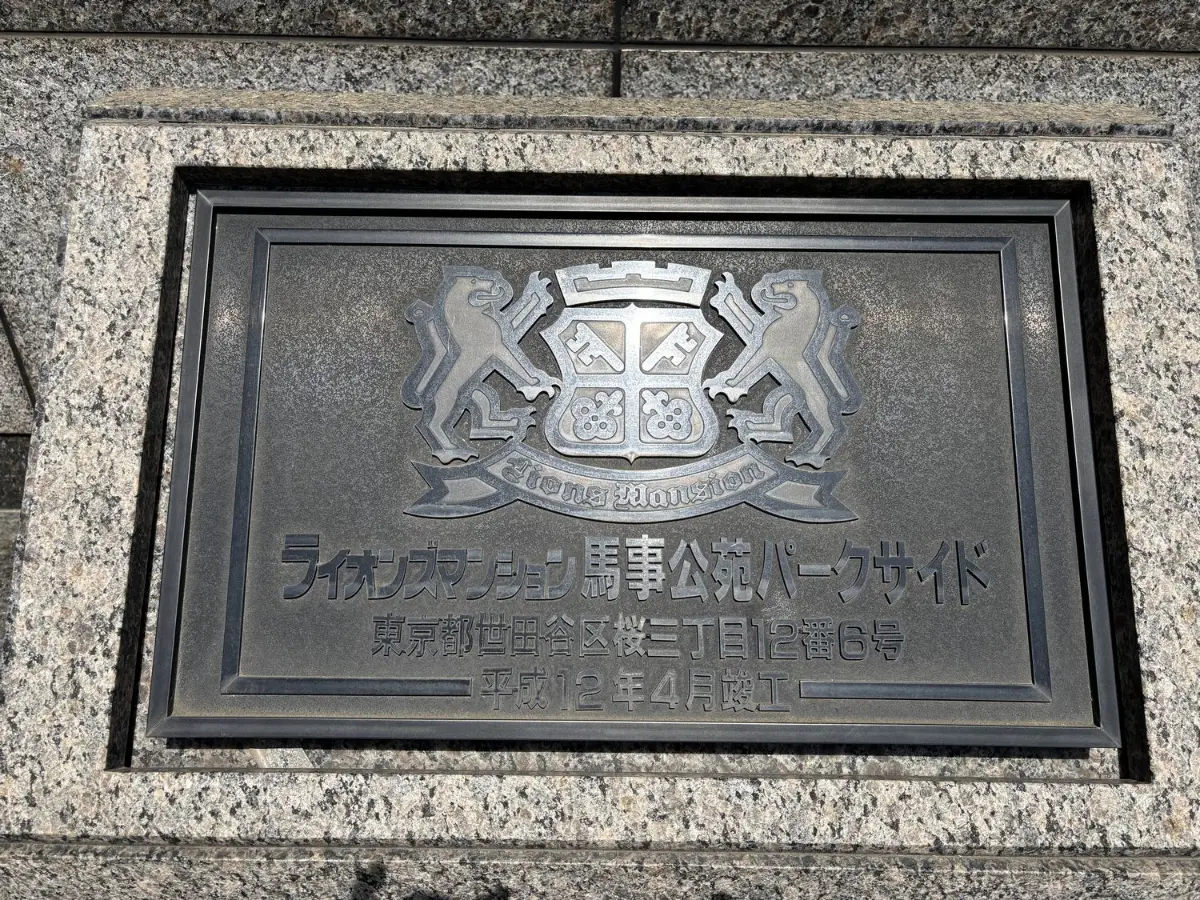 Lions Mansion
ライオンズマンション馬事公苑パークサイド
東京都世田谷区桜三丁目12番6号
平成12年4月竣工